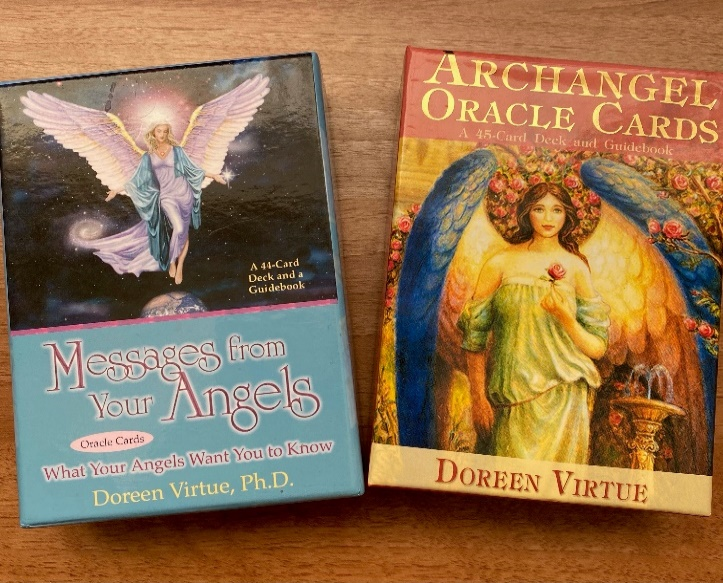 A 44-Card
Deck and a
Guidebook
Messages from
Your Angels
Oracle Cards
What Your Angels Want You to Know
Doreen Virtue, Ph.D.
ARCHANGEL
ORACLE CARDS
A 45-Card Deck and Guidebook
DOREEN VIRTUE